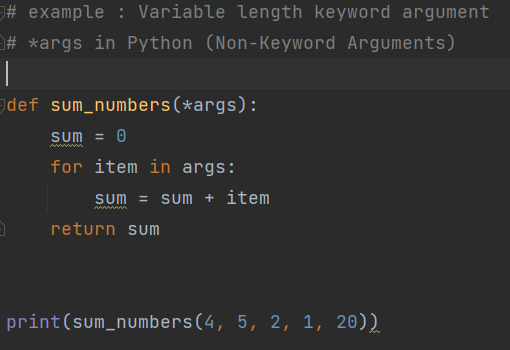 # example : Variable length keyword argument
# *args in Python (Non-Keyword Arguments)
def sum_numbers(*args):
    sum = 0
    for item in args:
        sum = sum + item
    return sum
print(sum_numbers(4, 5, 2, 1, 20))